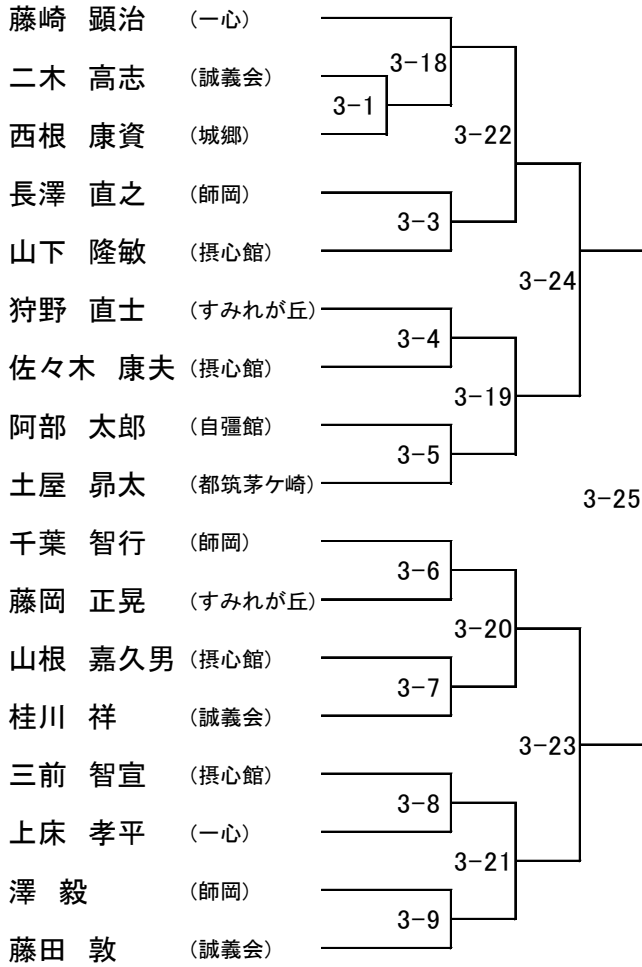 藤崎 顕治 (一心)
3-18
二木 高志 (誠義会)
3-1
西根 康資 (城郷)
3-22
長澤 直之 (師岡)
3-3
山下 隆敏 (摂心館)
3-24
狩野 直士 (すみれが丘)
3-4
佐々木 康夫 (摂心館)
3-19
阿部 太郎 (自彊館)
3-5
土屋 昴太 (都筑茅ケ崎)
3-25
千葉 智行 (師岡)
3-6
藤岡 正晃 (すみれが丘)
3-20
山根 嘉久男 (摂心館)
3-7
桂川 祥 (誠義会)
3-23
三前 智宣 (摂心館)
3-8
上床 孝平 (一心)
3-21
澤 毅 (師岡)
3-9
藤田 敦 (誠義会)